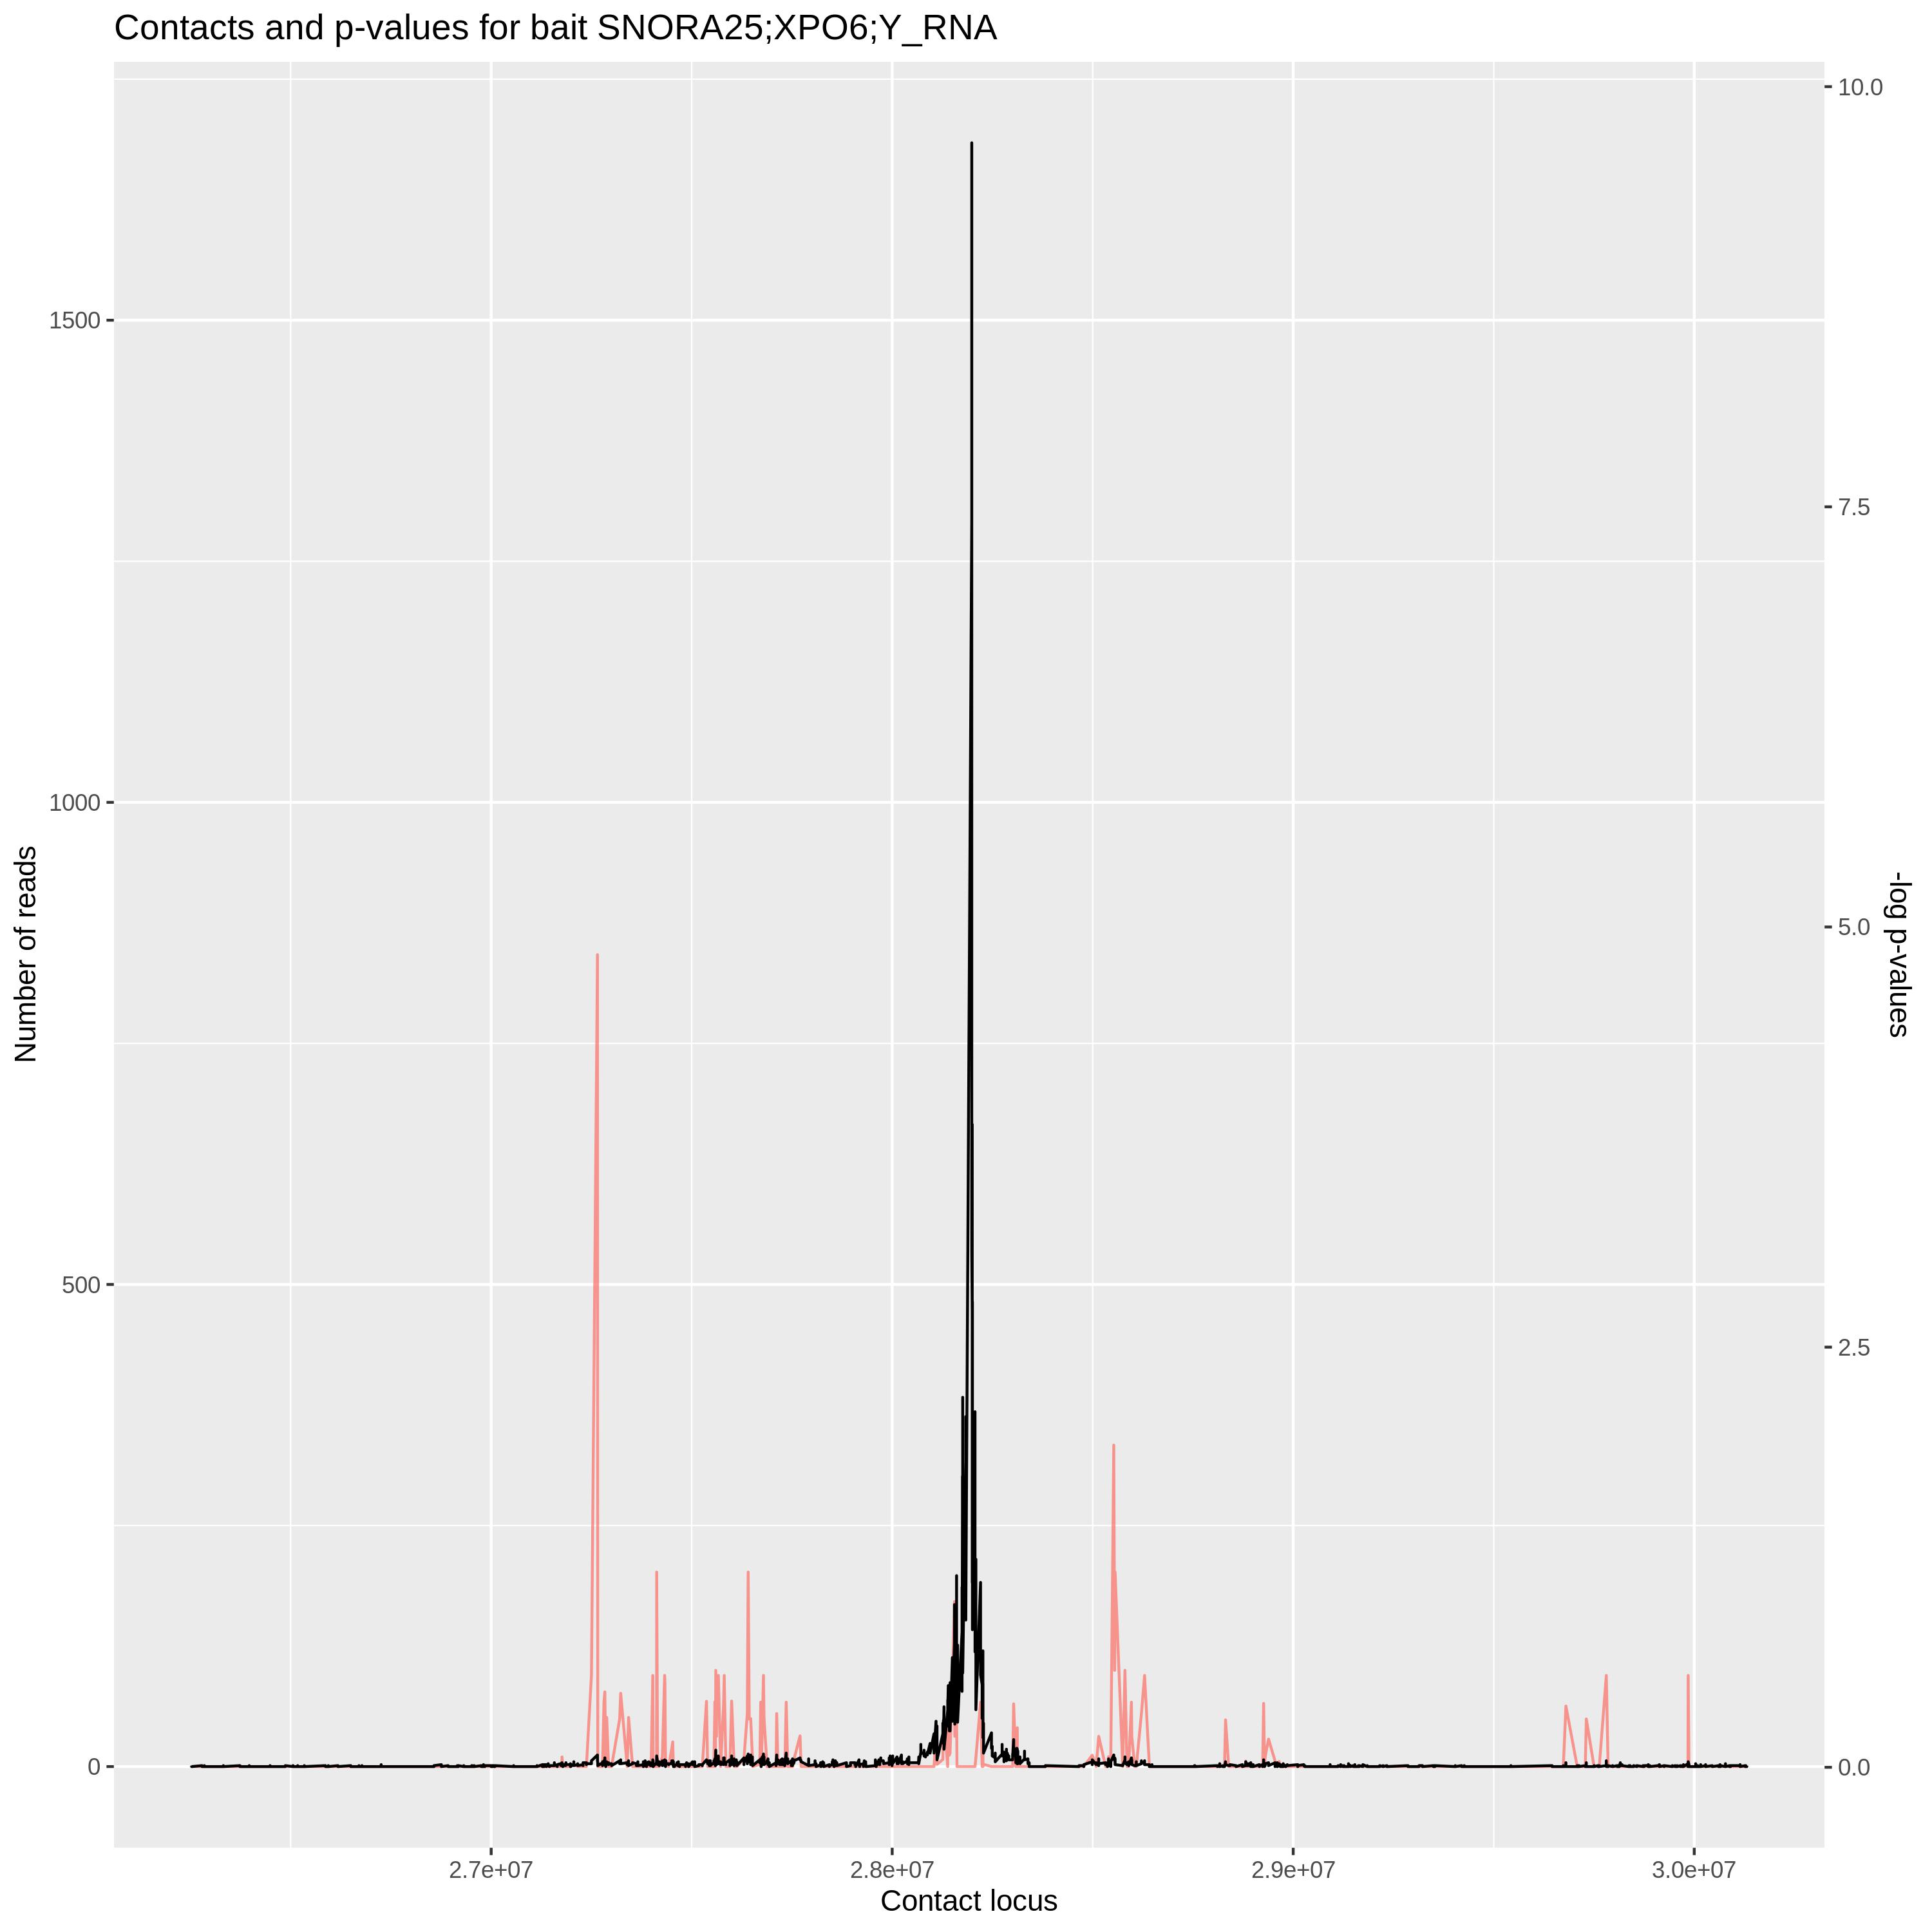 Contacts and p-values for bait SNORA25;XPO6;Y_RNA
Number of reads
1500
1000
500
0
10.0
7.5
5.0
2.5
0.0
-log p-values
2.7e+07
2.8e+07
2.9e+07
3.0e+07
Contact locus